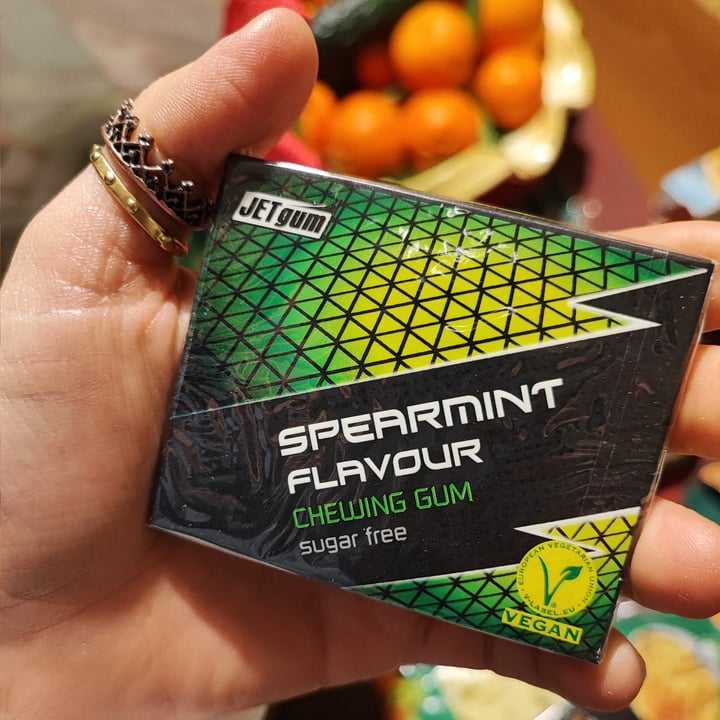 JETgum
SPEARMINT
FLAVOUR
CHEWING GUM
sugar free
EUROPEAN VEGETARIAN UNION
V-LABEL.EU
VEGAN